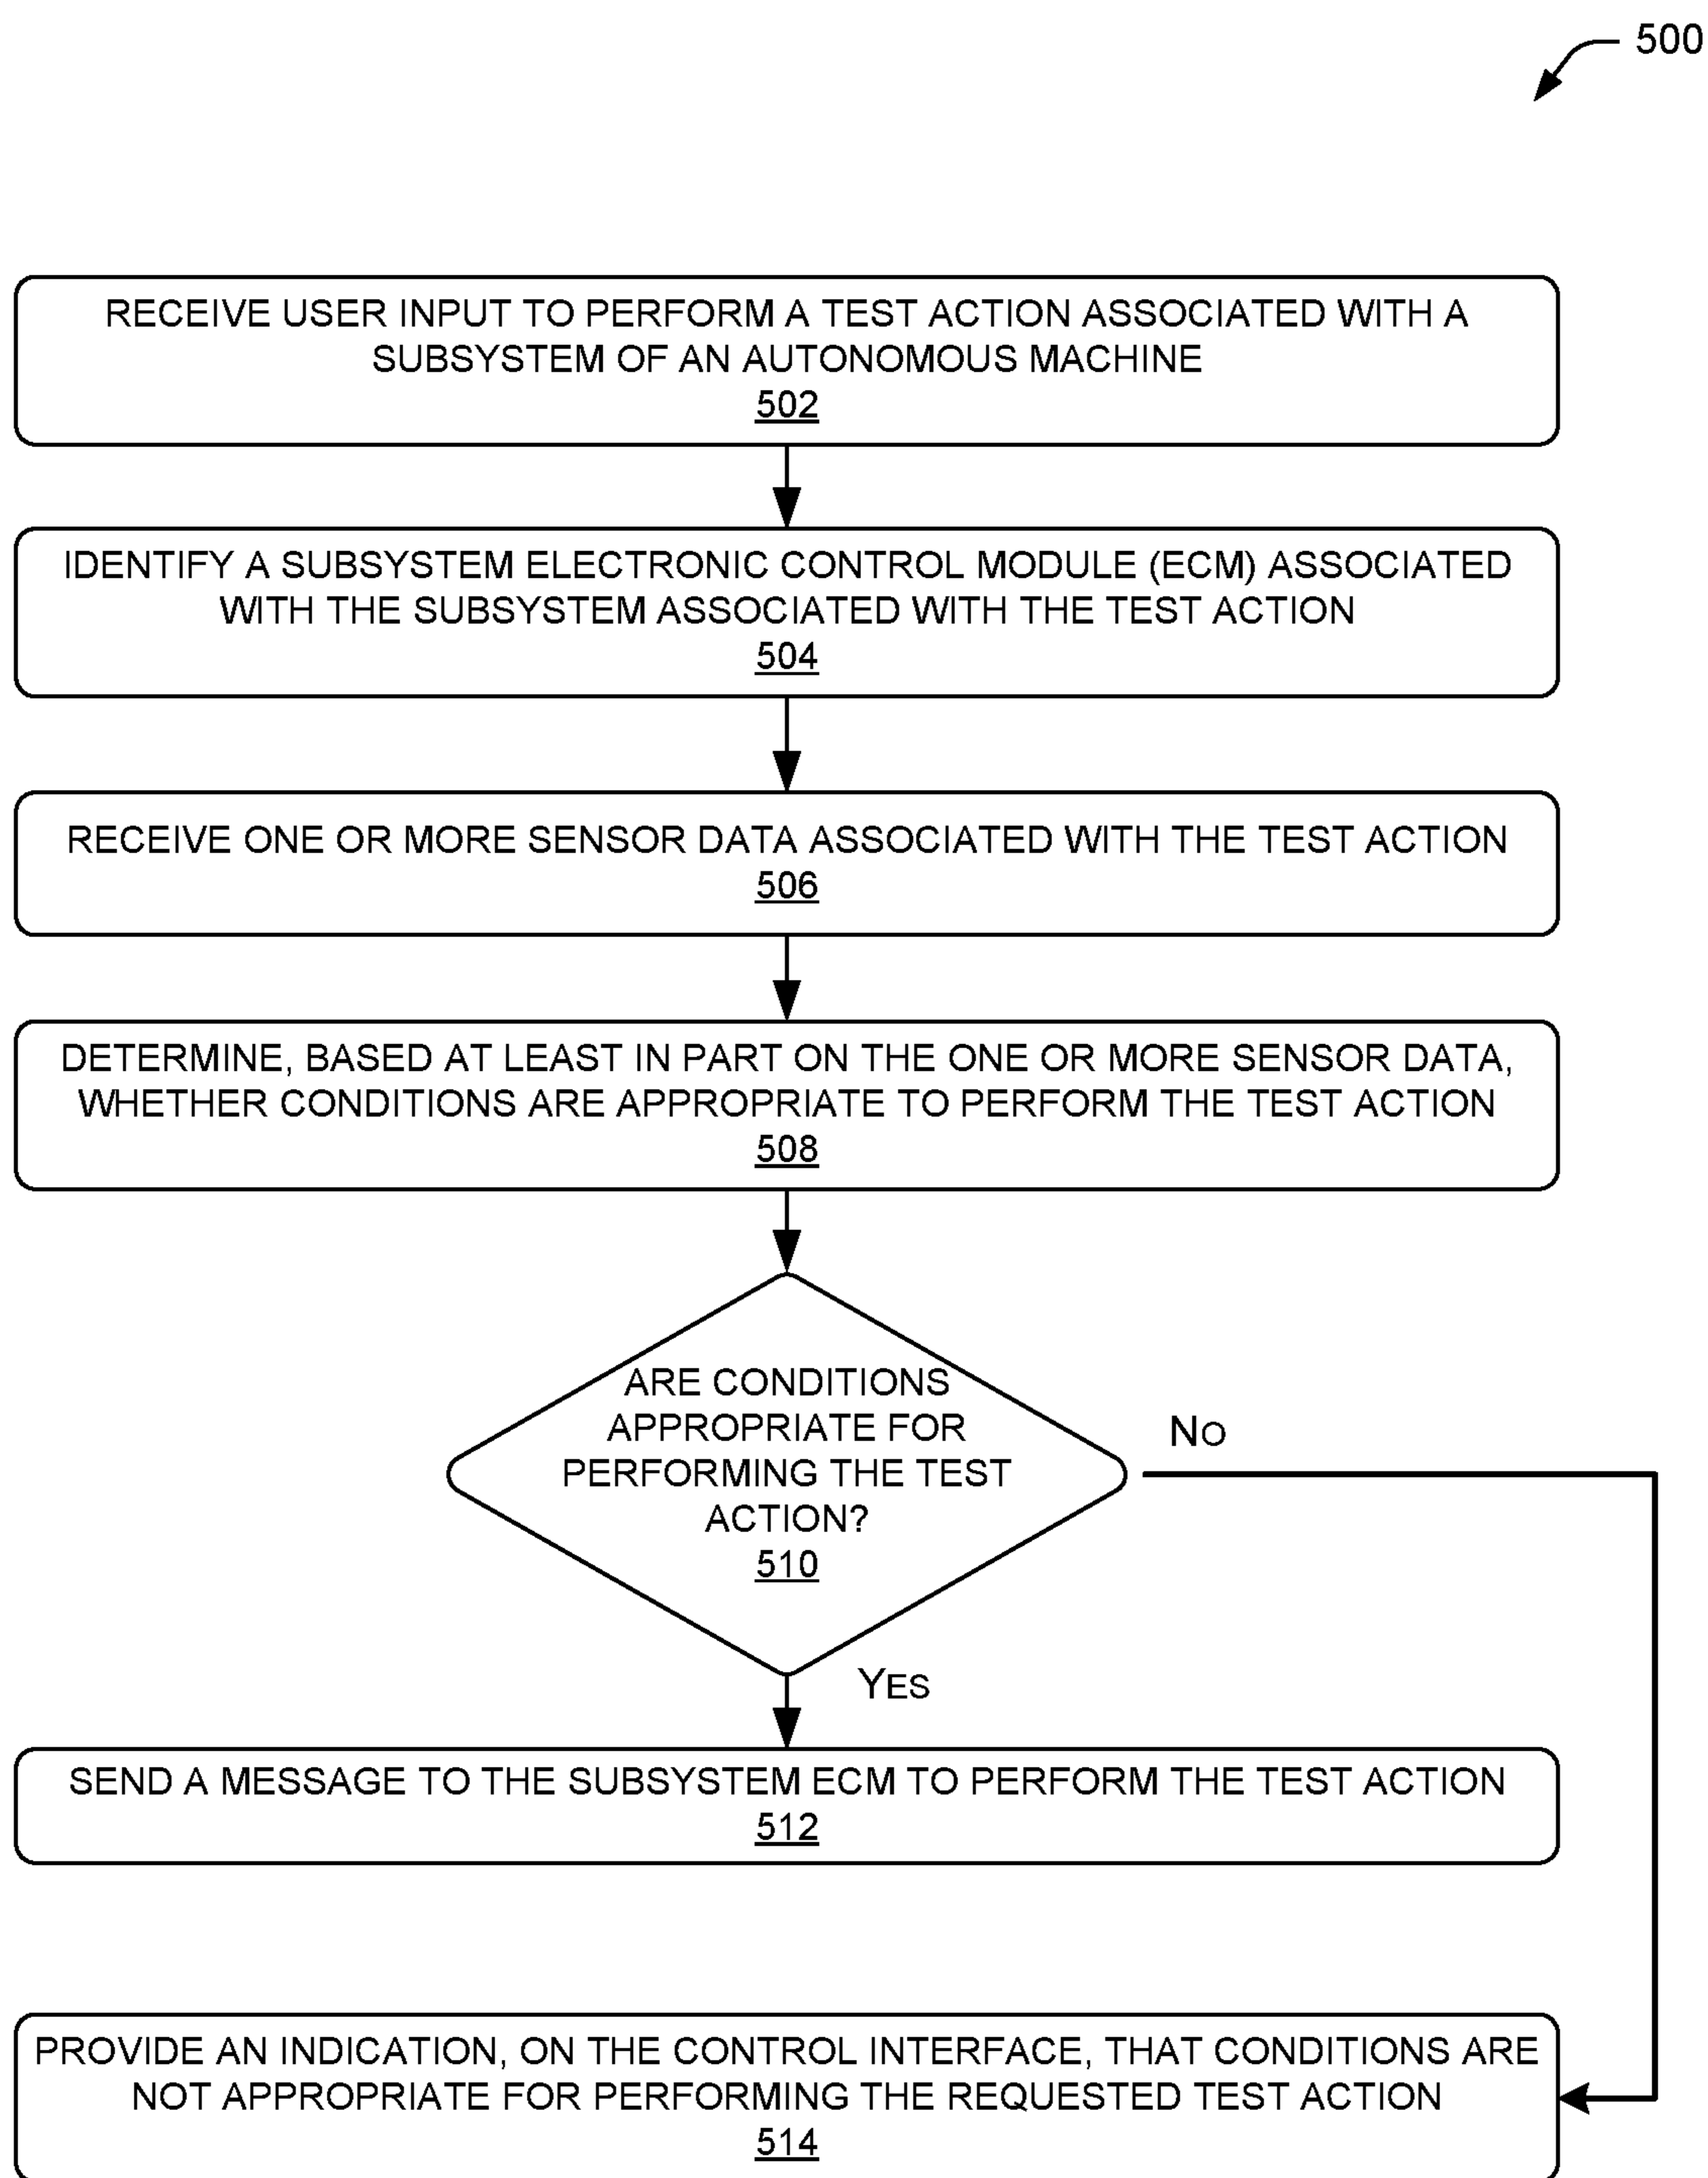 500
RECEIVE USER INPUT TO PERFORM A TEST ACTION ASSOCIATED WITH A
SUBSYSTEM OF AN AUTONOMOUS MACHINE
502
IDENTIFY A SUBSYSTEM ELECTRONIC CONTROL MODULE (ECM) ASSOCIATED
WITH THE SUBSYSTEM ASSOCIATED WITH THE TEST ACTION
504
RECEIVE ONE OR MORE SENSOR DATA ASSOCIATED WITH THE TEST ACTION
506
DETERMINE, BASED AT LEAST IN PART ON THE ONE OR MORE SENSOR DATA,
WHETHER CONDITIONS ARE APPROPRIATE TO PERFORM THE TEST ACTION
508
ARE CONDITIONS
APPROPRIATE FOR
PERFORMING THE TEST
ACTION?
510
NO
YES
SEND A MESSAGE TO THE SUBSYSTEM ECM TO PERFORM THE TEST ACTION
512
PROVIDE AN INDICATION, ON THE CONTROL INTERFACE, THAT CONDITIONS ARE
NOT APPROPRIATE FOR PERFORMING THE REQUESTED TEST ACTION
514